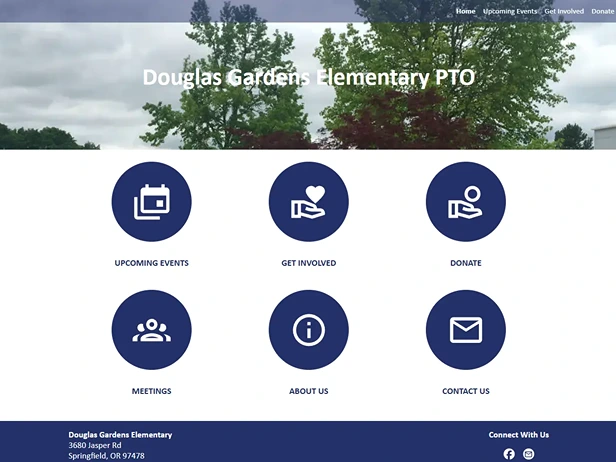 Home Upcoming Events Get Involved Donate
Douglas Gardens Elementary PTO
UPCOMING EVENTS GET INVOLVED DONATE
MEETINGS ABOUT US CONTACT US
Douglas Gardens Elementary Connect With Us
3680 Jasper Rd
Springfield, OR 97478